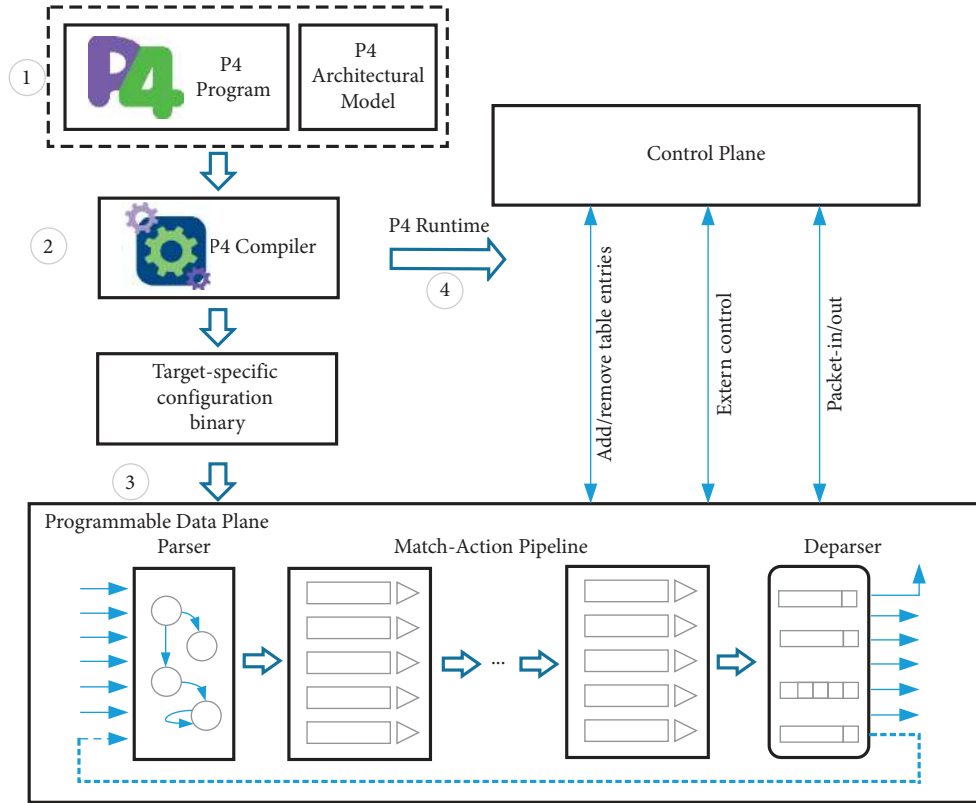 1
P4
P4
Program
P4
Architectural
Model
2
P4 Compiler
P4 Runtime
4
Control Plane
Target-specific
configuration
binary
3
Add/remove table entries
Extern control
Packet-in/out
Programmable Data Plane
Parser
Match-Action Pipeline
Deparser
...